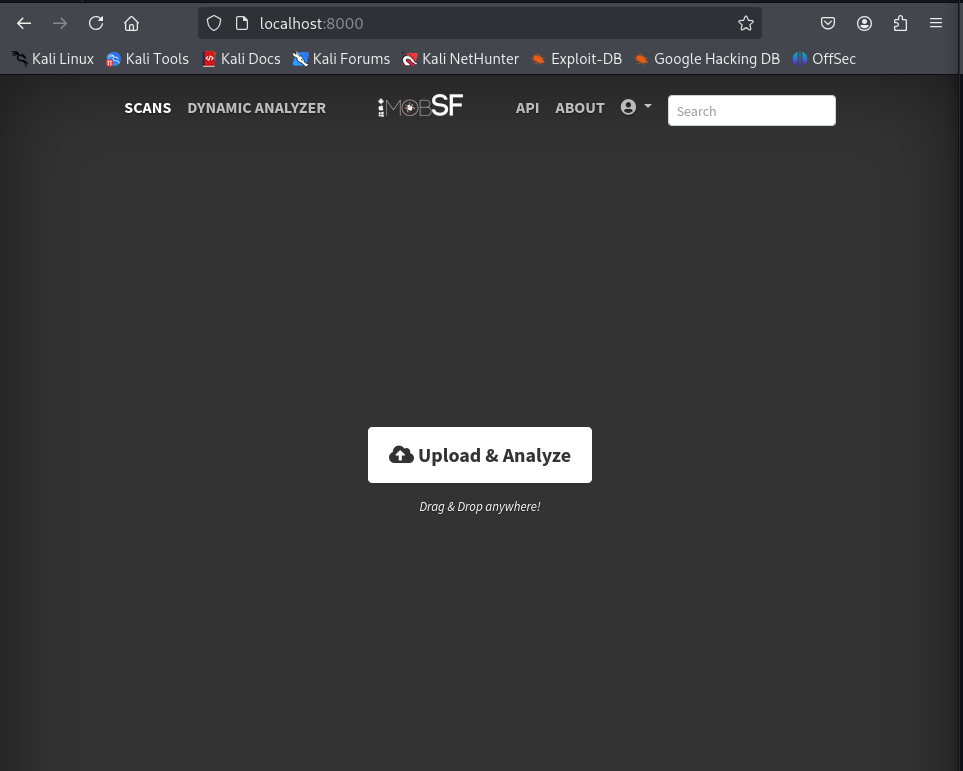 localhost:8000
Kali Linux Kali Tools Kali Docs Kali Forums Kali NetHunter Exploit-DB Google Hacking DB OffSec
SCANS DYNAMIC ANALYZER MOBSF API ABOUT Search
Upload & Analyze
Drag & Drop anywhere!